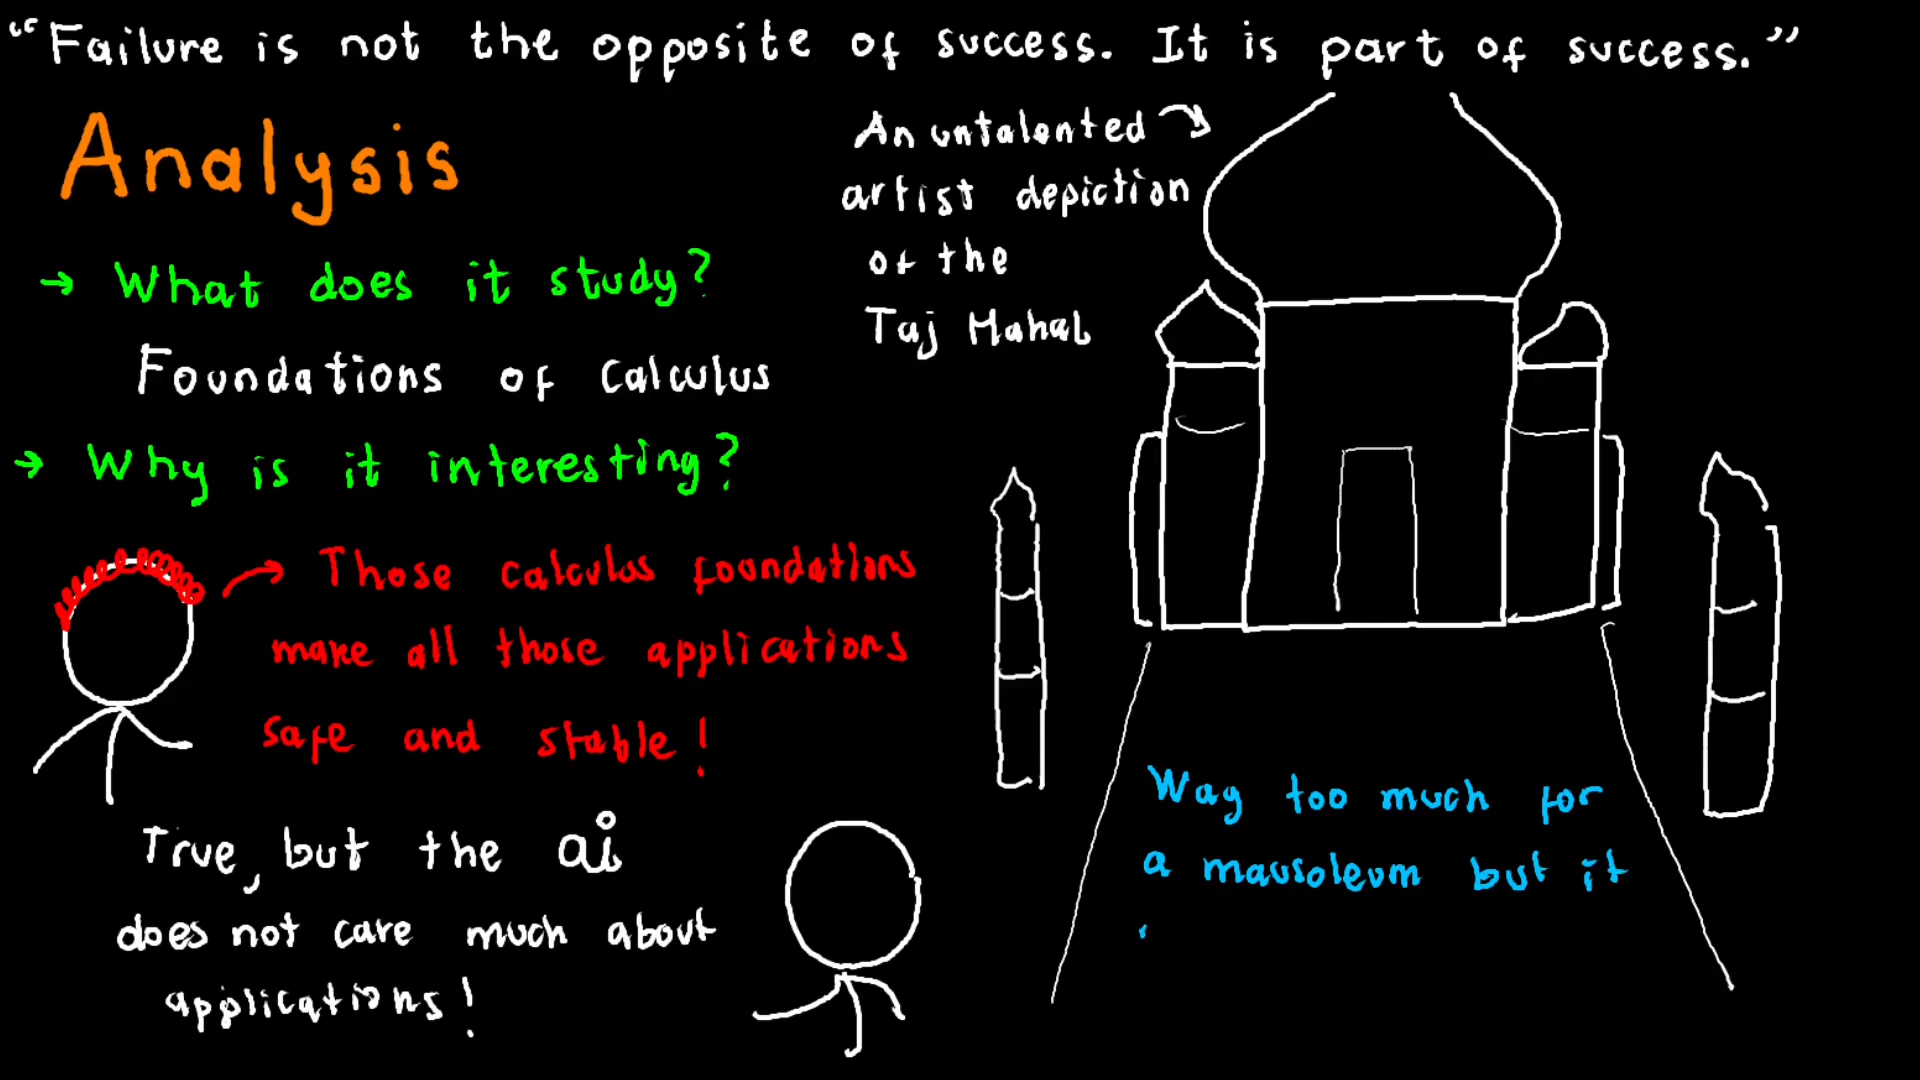 “Failure is not the opposite of success. It is part of success.”
Analysis
→ What does it study?
Foundations of Calculus
→ Why is it interesting?
→ Those calculus foundations
make all those applications
safe and stable!
True, but the ai
does not care much about
applications!
An untalented
artist depiction
of the
Taj Mahal
Way too much for
a mausoleum but it